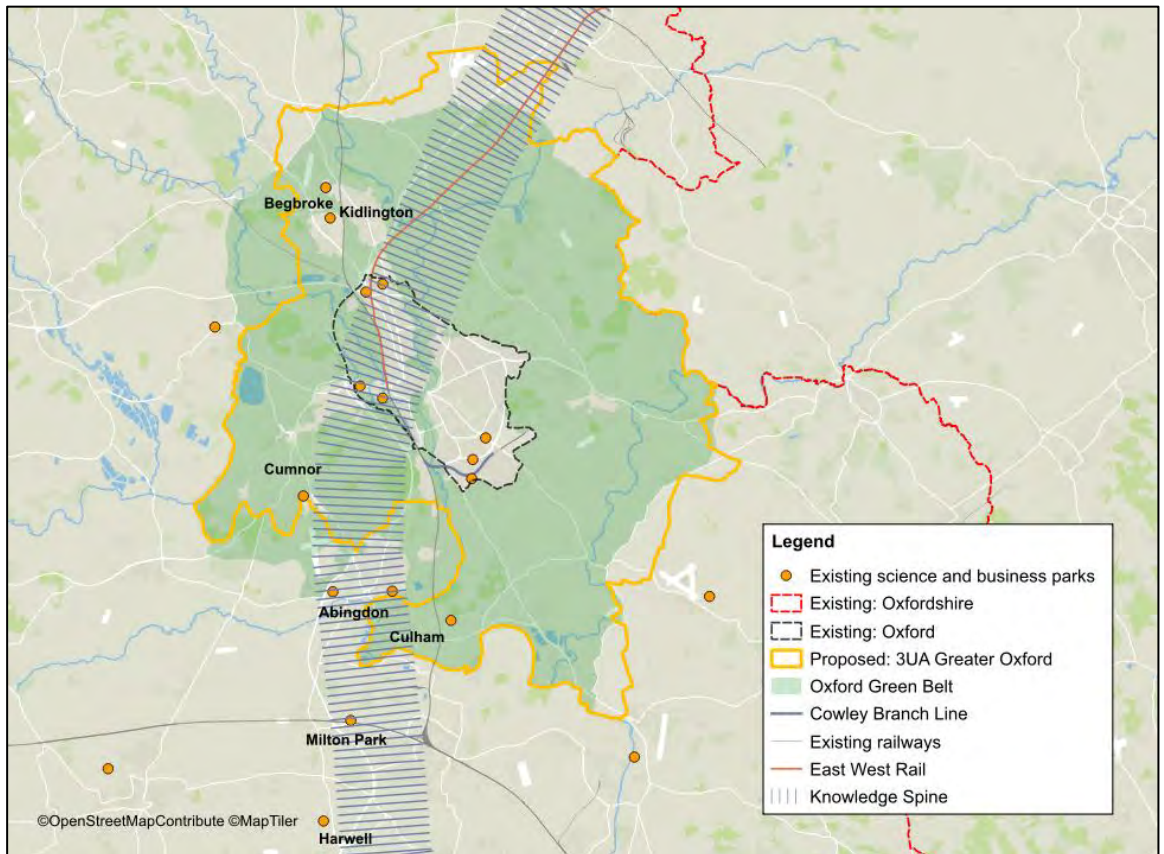 Begbroke
Kidlington
Cumnor
Abingdon
Culham
Milton Park
Harwell
Legend
Existing science and business parks
Existing: Oxfordshire
Existing: Oxford
Proposed: 3UA Greater Oxford
Oxford Green Belt
Cowley Branch Line
Existing railways
East West Rail
Knowledge Spine
©OpenStreetMapContribute ©MapTiler